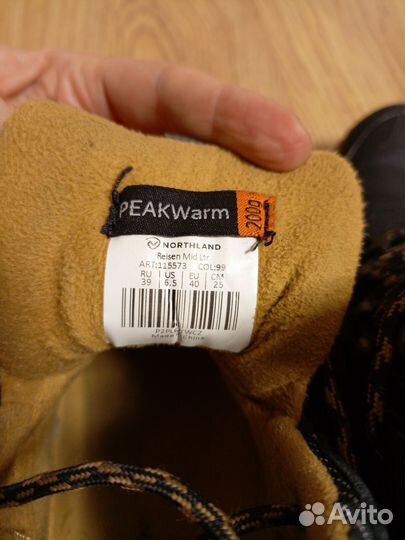 PEAKWarm 200g
NORTHLAND
Reisen Mid Ltr
ART:115573 COL:99
RU US EU CM
39 6.5 40 25
Made China
Avito